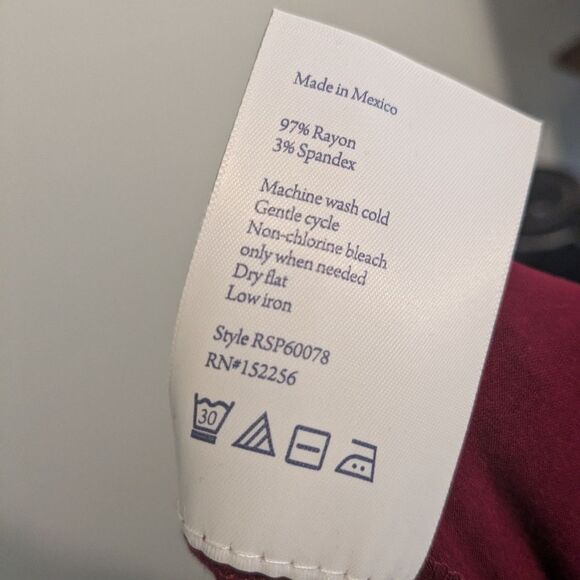 Made in Mexico
97% Rayon
3% Spandex
Machine wash cold
Gentle cycle
Non-chlorine bleach
only when needed
Dry flat
Low iron
Style RSP60078
RN#152256
30